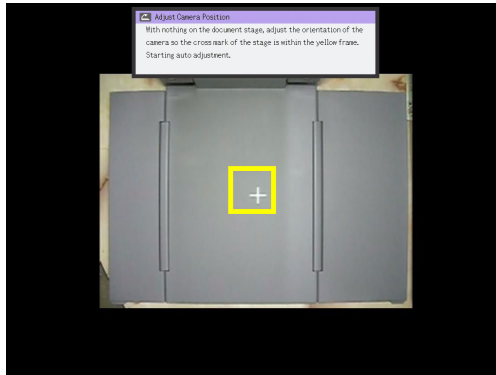 Adjust Camera Position
With nothing on the document stage, adjust the orientation of the
camera so the cross mark of the stage is within the yellow frame.
Starting auto adjustment.